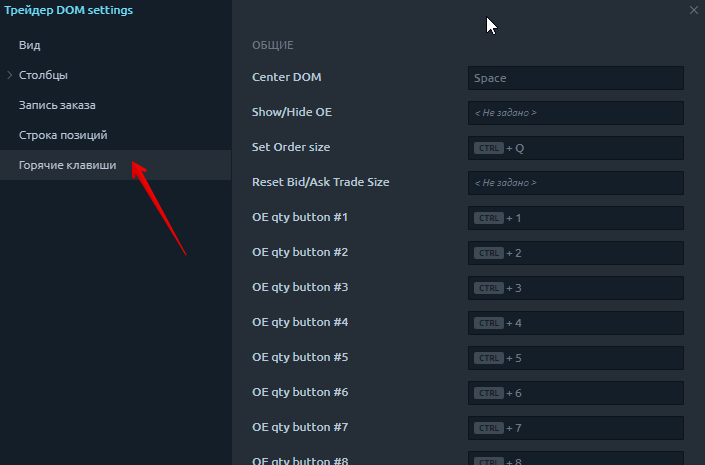 Трейдер DOM settings
Вид
Столбцы
Запись заказа
Строка позиций
Горячие клавиши
ОБЩИЕ
Center DOM Space
Show/Hide OE < Не задано >
Set Order size CTRL + Q
Reset Bid/Ask Trade Size < Не задано >
OE qty button #1 CTRL + 1
OE qty button #2 CTRL + 2
OE qty button #3 CTRL + 3
OE qty button #4 CTRL + 4
OE qty button #5 CTRL + 5
OE qty button #6 CTRL + 6
OE qty button #7 CTRL + 7
OE qty button #8 CTRL + 8